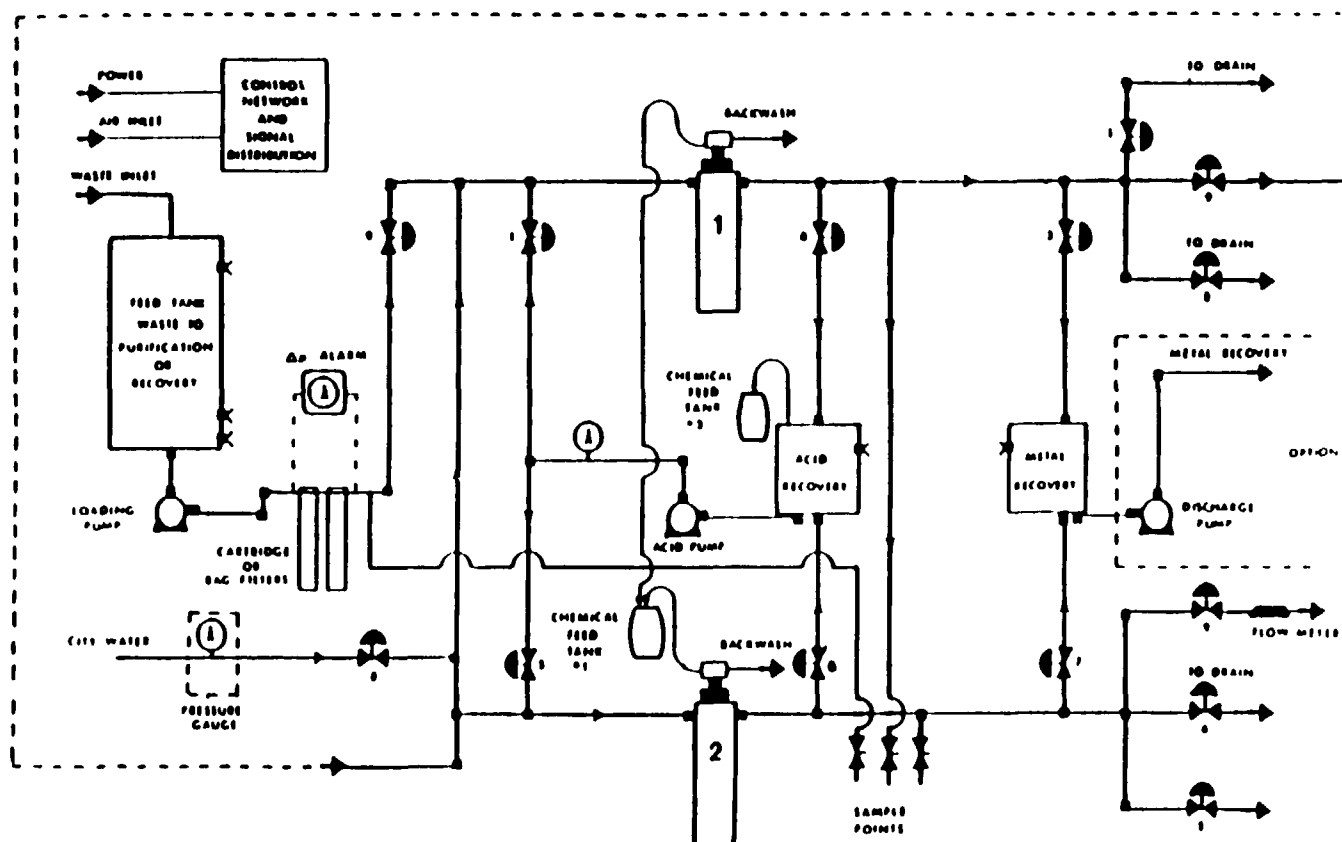 POWER
AIR INLET
WASTE INLET
CONTROL
NETWORK
AND
SIGNAL
DISTRIBUTION
FEED TANK
WASTE TO
PURIFICATION
OR
RECOVERY
LOADING
PUMP
Δp ALARM
CARTRIDGE
OR
BAG FILTERS
CITY WATER
PRESSURE
GAUGE
BACKWASH
1
CHEMICAL
FEED
TANK
ACID
RECOVERY
ACID PUMP
CHEMICAL
FEED
TANK
#1
BACKWASH
2
SAMPLE
POINTS
METAL
RECOVERY
TO DRAIN
TO DRAIN
METAL RECOVERY
OPTION
DISCHARGE
PUMP
FLOW METER
TO DRAIN